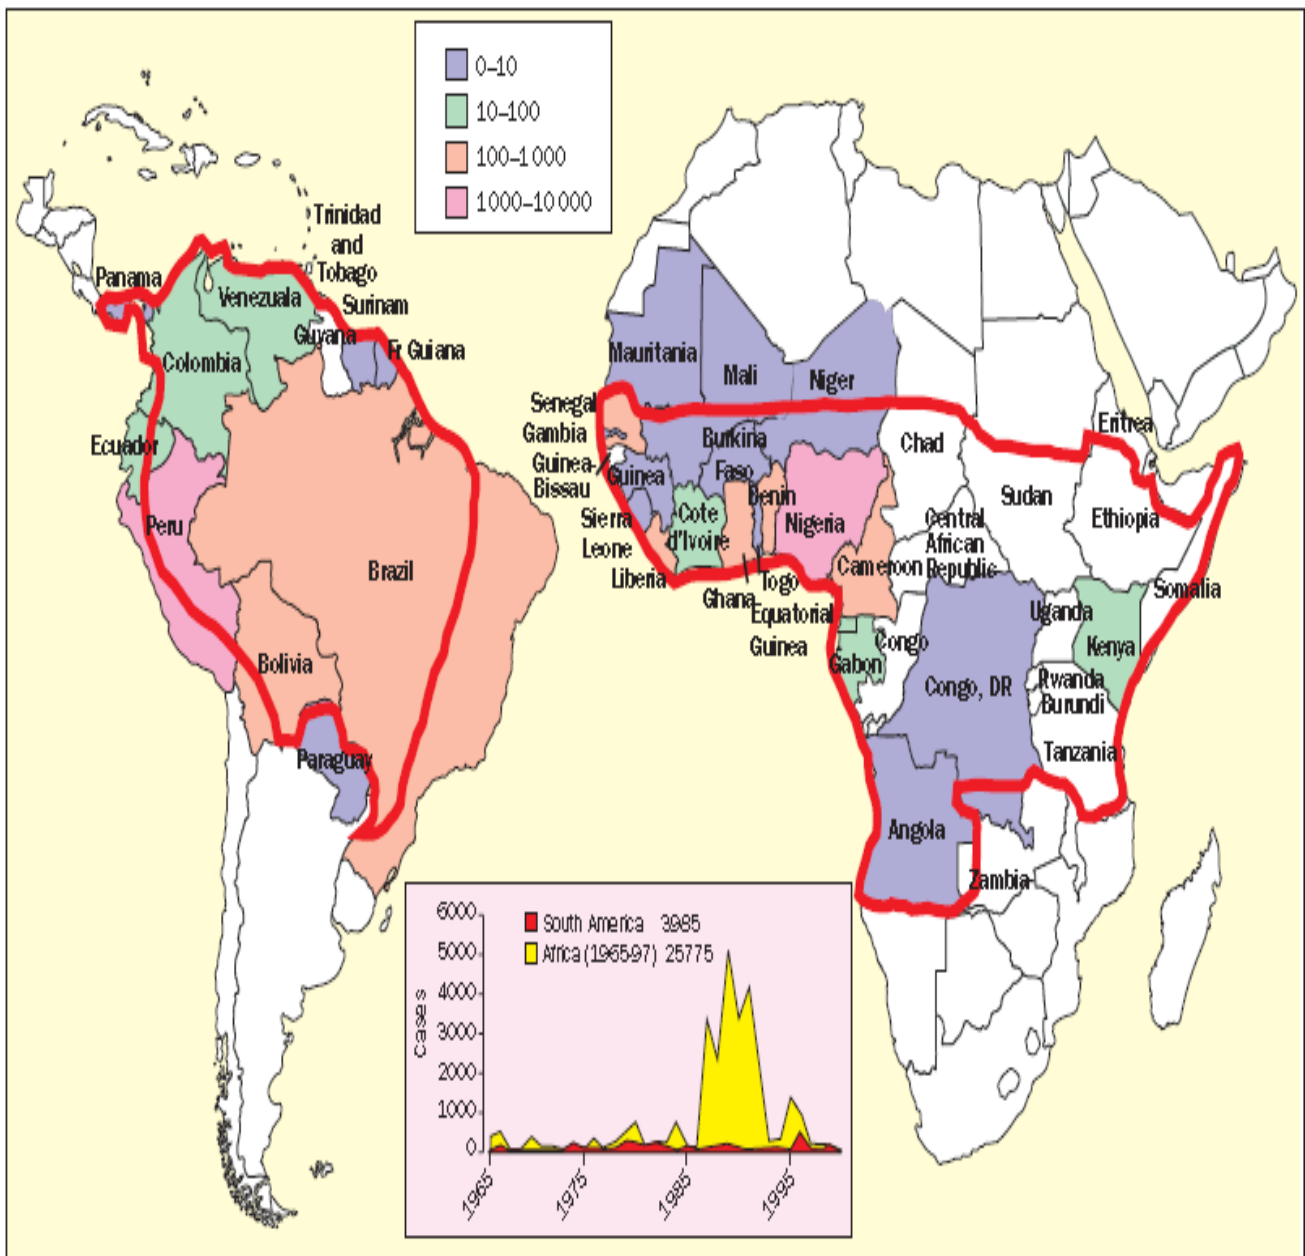 0–10
10–100
100–1000
1000–10000
Trinidad
and
Tobago
Panama
Venezuala
Surinam
Guyana
Fr Guiana
Colombia
Ecuador
Peru
Brazil
Bolivia
Paraguay
Mauritania
Mali
Niger
Senegal
Gambia
Guinea-
Bissau
Guinea
Burkina
Faso
Sierra
Leone
Liberia
Cote
d'Ivoire
Ghana
Togo
Benin
Nigeria
Cameroon
Equatorial
Guinea
Gabon
Congo
Chad
Central
African
Republic
Sudan
Eritrea
Ethiopia
Somalia
Uganda
Kenya
Rwanda
Burundi
Congo, DR
Tanzania
Angola
Zambia
South America 3985
Africa (1965-97) 25775
Cases
6000
5000
4000
3000
2000
1000
0
1965
1975
1985
1995